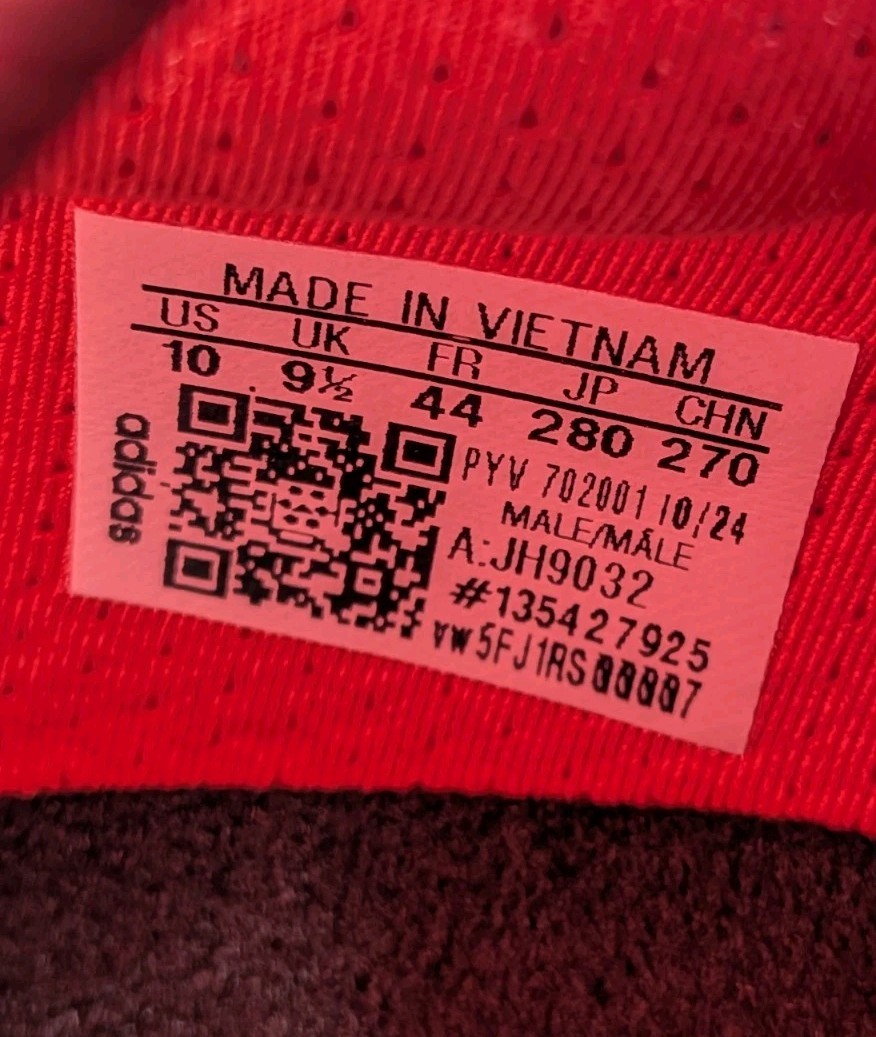 MADE IN VIETNAM
US UK FR JP CHN
10 9½ 44 280 270
adidas
PYV 702001 10/24
MALE/MÂLE
A:JH9032
#135427925
VW5FJ1RS00007